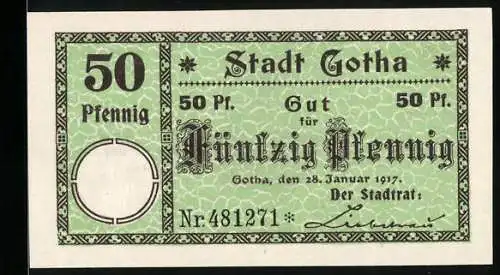 50
Pfennig
* Stadt Gotha *
50 Pf. Gut 50 Pf.
für
Fünfzig Pfennig
Gotha, den 28. Januar 1917.
Der Stadtrat:
Nr. 481271 *
Liebetrau